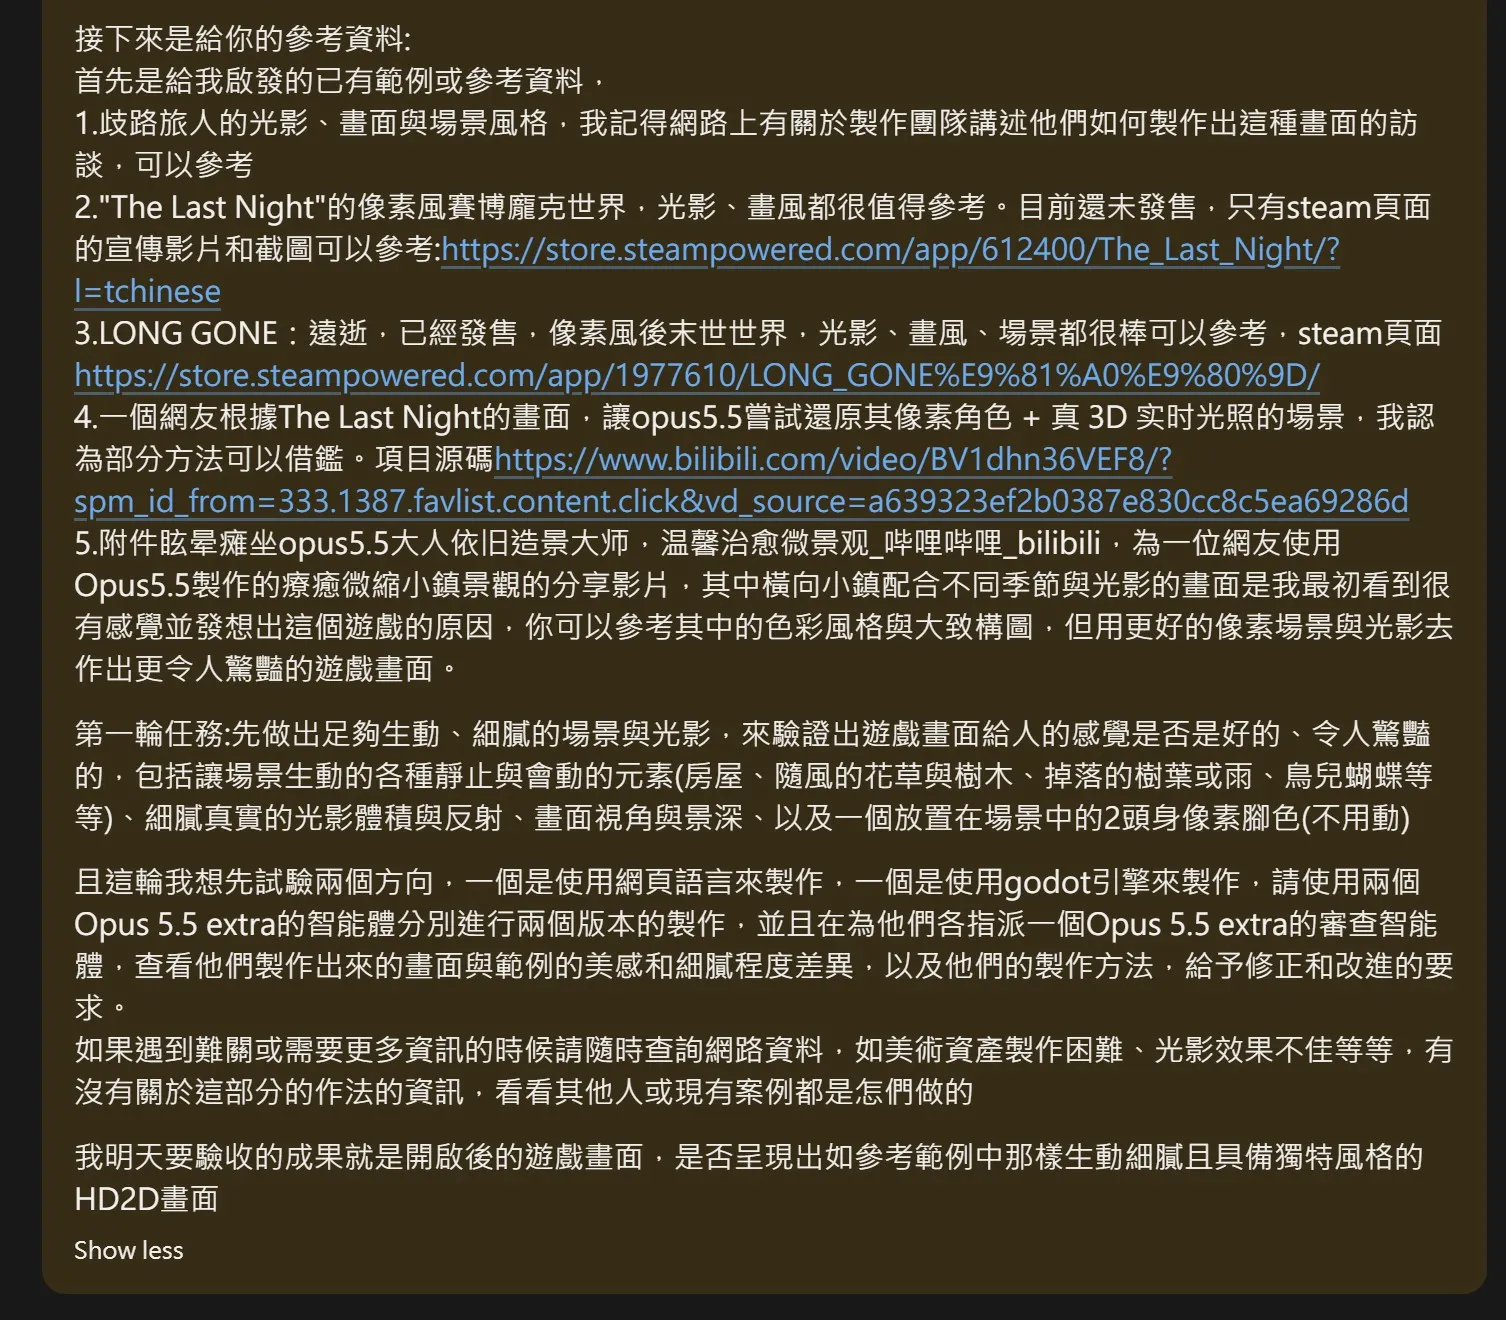 接下來是給你的參考資料:
首先是給我啟發的已有範例或參考資料，
1.歧路旅人的光影、畫面與場景風格，我記得網路上有關於製作團隊講述他們如何製作出這種畫面的訪
談，可以參考
2."The Last Night"的像素風賽博龐克世界，光影、畫風都很值得參考。目前還未發售，只有steam頁面
的宣傳影片和截圖可以參考:https://store.steampowered.com/app/612400/The_Last_Night/?
l=tchinese
3.LONG GONE：遠逝，已經發售，像素風後末世世界，光影、畫風、場景都很棒可以參考，steam頁面
https://store.steampowered.com/app/1977610/LONG_GONE%E9%81%A0%E9%80%9D/
4.一個網友根據The Last Night的畫面，讓opus5.5嘗試還原其像素角色 + 真 3D 实时光照的場景，我認
為部分方法可以借鑑。項目源碼https://www.bilibili.com/video/BV1dhn36VEF8/?
spm_id_from=333.1387.favlist.content.click&vd_source=a639323ef2b0387e830cc8c5ea69286d
5.附件眩晕瘫坐opus5.5大人依旧造景大师，温馨治愈微景观_哔哩哔哩_bilibili，為一位網友使用
Opus5.5製作的療癒微縮小鎮景觀的分享影片，其中橫向小鎮配合不同季節與光影的畫面是我最初看到很
有感覺並發想出這個遊戲的原因，你可以參考其中的色彩風格與大致構圖，但用更好的像素場景與光影去
作出更令人驚豔的遊戲畫面。
第一輪任務:先做出足夠生動、細膩的場景與光影，來驗證出遊戲畫面給人的感覺是否是好的、令人驚豔
的，包括讓場景生動的各種靜止與會動的元素(房屋、隨風的花草與樹木、掉落的樹葉或雨、鳥兒蝴蝶等
等)、細膩真實的光影體積與反射、畫面視角與景深、以及一個放置在場景中的2頭身像素腳色(不用動)
且這輪我想先試驗兩個方向，一個是使用網頁語言來製作，一個是使用godot引擎來製作，請使用兩個
Opus 5.5 extra的智能體分別進行兩個版本的製作，並且在為他們各指派一個Opus 5.5 extra的審查智能
體，查看他們製作出來的畫面與範例的美感和細膩程度差異，以及他們的製作方法，給予修正和改進的要
求。
如果遇到難關或需要更多資訊的時候請隨時查詢網路資料，如美術資產製作困難、光影效果不佳等等，有
沒有關於這部分的作法的資訊，看看其他人或現有案例都是怎們做的
我明天要驗收的成果就是開啟後的遊戲畫面，是否呈現出如參考範例中那樣生動細膩且具備獨特風格的
HD2D畫面
Show less